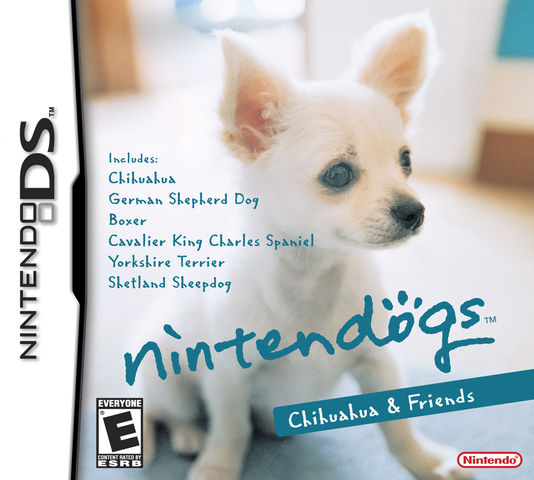 NINTENDO DS™
Includes:
Chihuahua
German Shepherd Dog
Boxer
Cavalier King Charles Spaniel
Yorkshire Terrier
Shetland Sheepdog
nintendögs™
Chihuahua & Friends
EVERYONE
E
CONTENT RATED BY
ESRB
Nintendo®